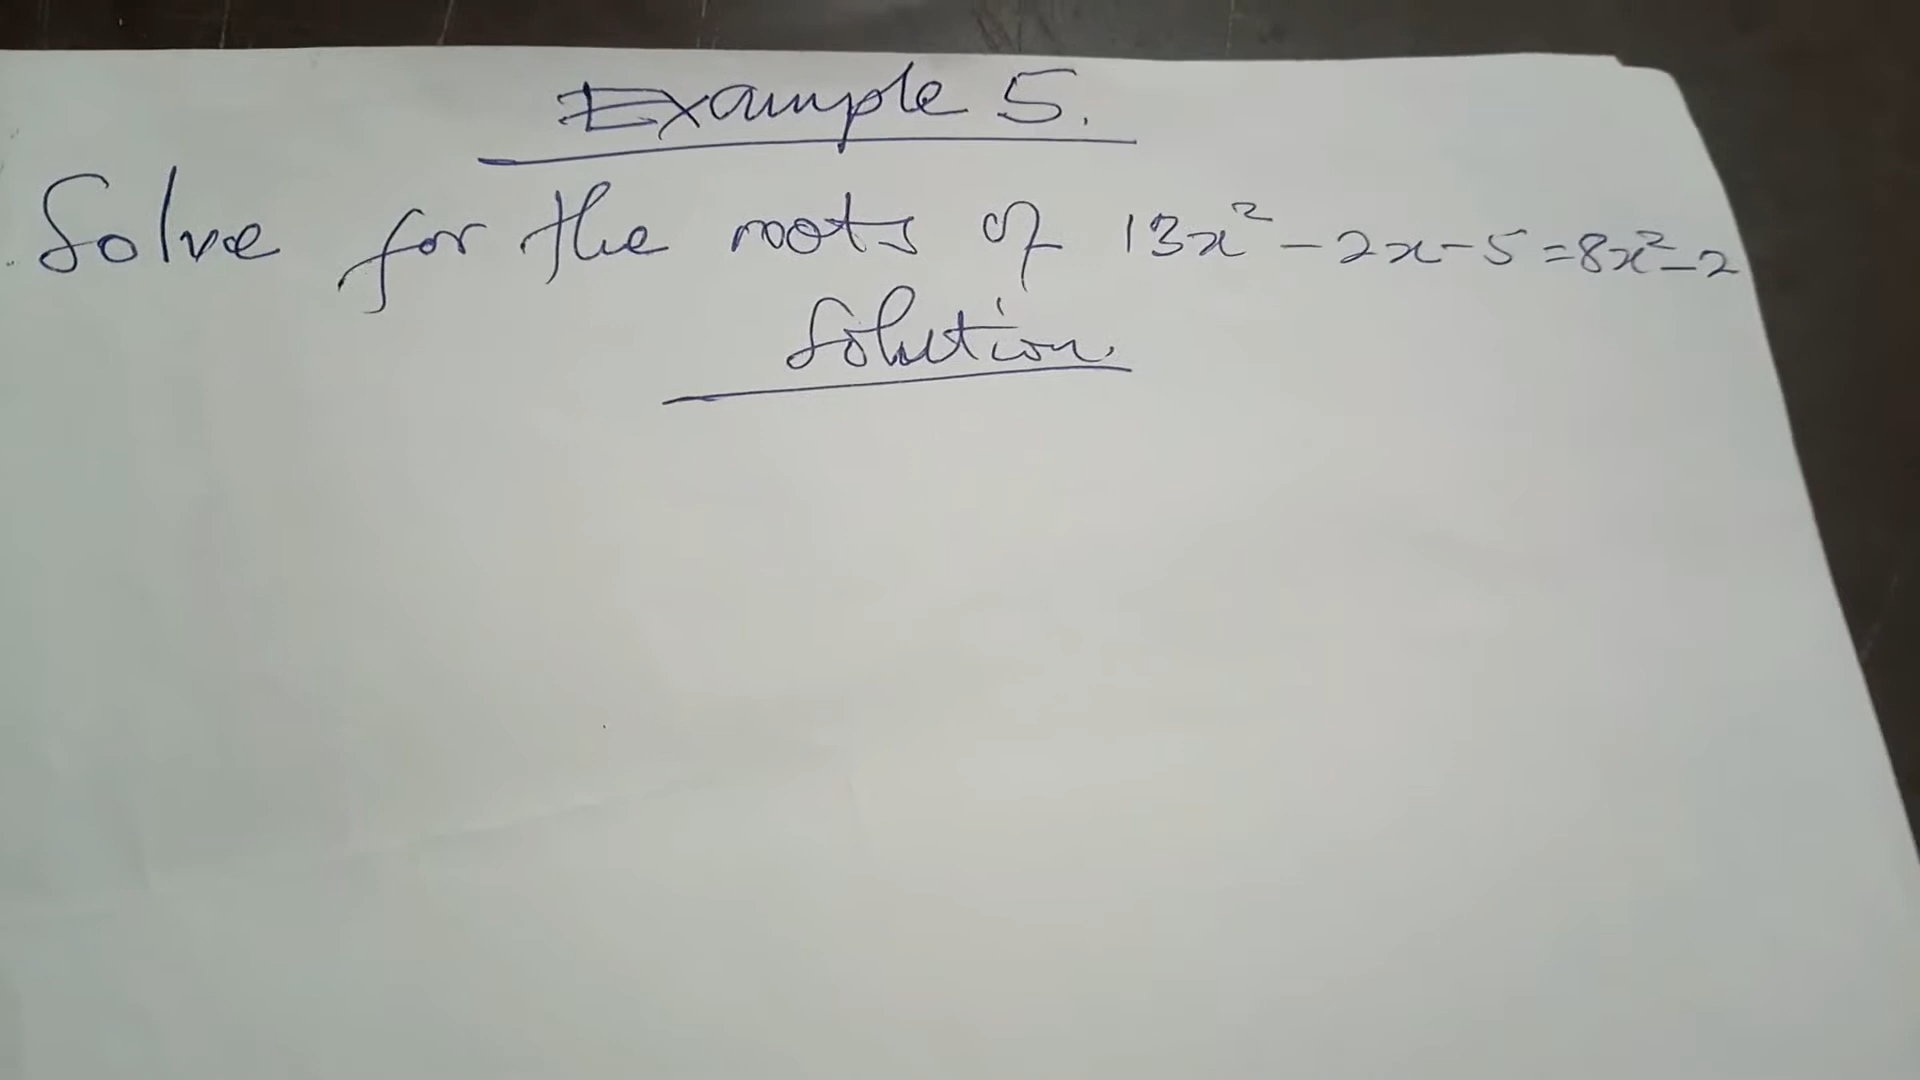 Example 5.
Solve for the roots of 13x² - 2x - 5 = 8x² - 2
Solution.